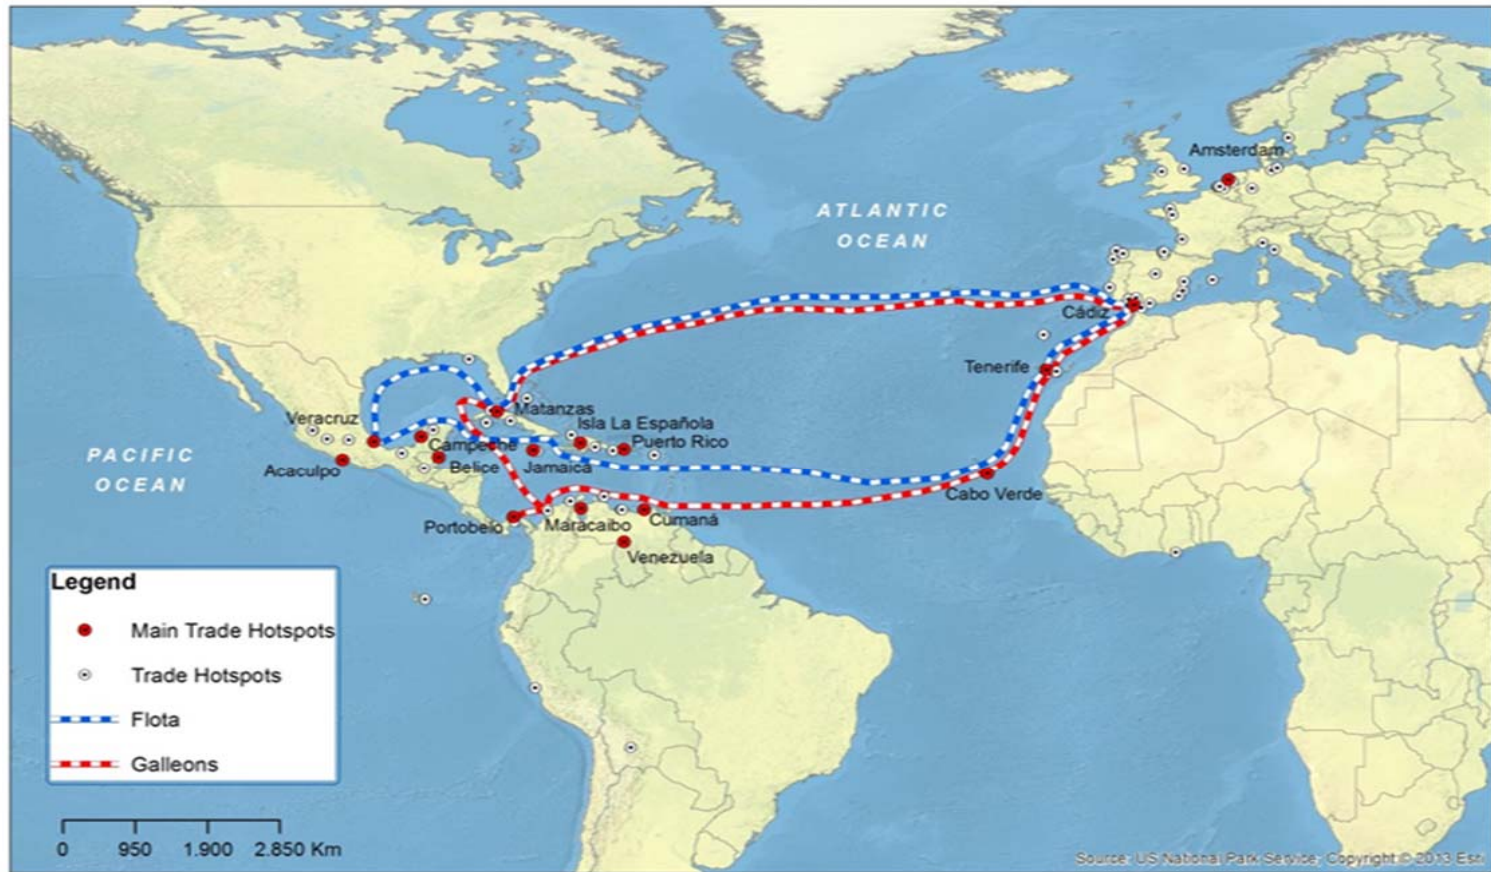 Amsterdam
ATLANTIC
OCEAN
Cádiz
Tenerife
Matanzas
Veracruz
Isla La Española
Puerto Rico
Campeche
PACIFIC
OCEAN
Acaculpo
Belice
Jamaica
Cabo Verde
Portobelo
Maracaibo
Cumaná
Venezuela
Legend
Main Trade Hotspots
Trade Hotspots
Flota
Galleons
0 950 1.900 2.850 Km
Source: US National Park Service, Copyright © 2013 Esri